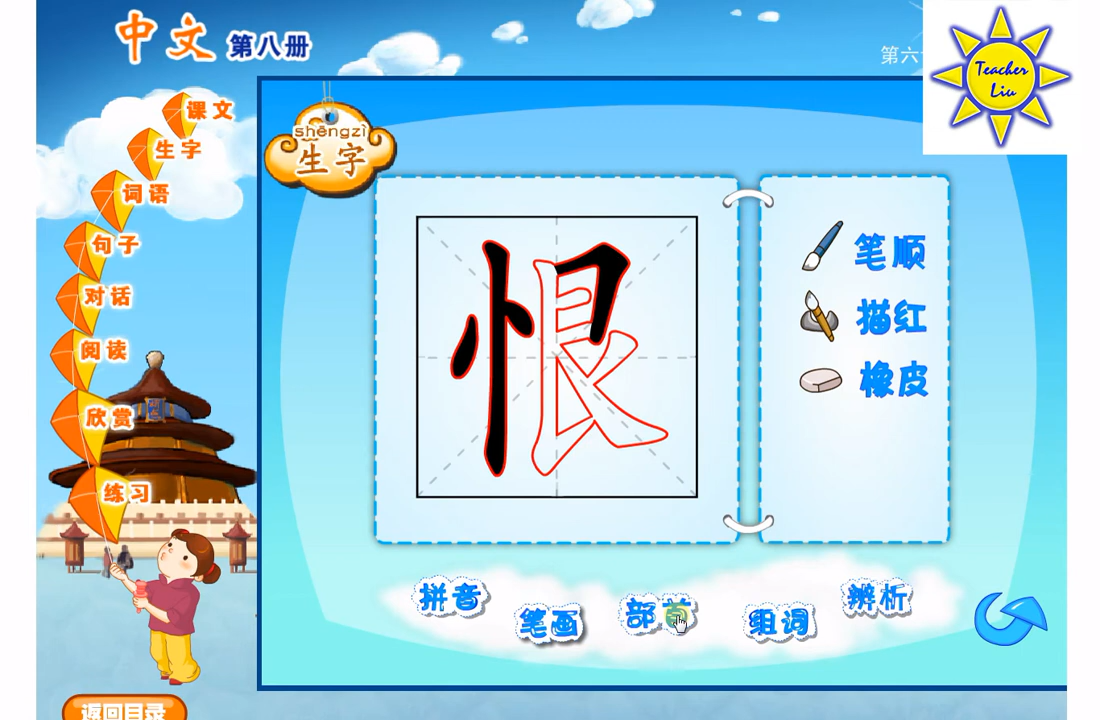 中文 第八册
第六
Teacher
Liu
课文
生字
词语
句子
对话
阅读
欣赏
练习
shēngzì
生字
恨
笔顺
描红
橡皮
拼音
笔画
部首
组词
辨析
返回目录